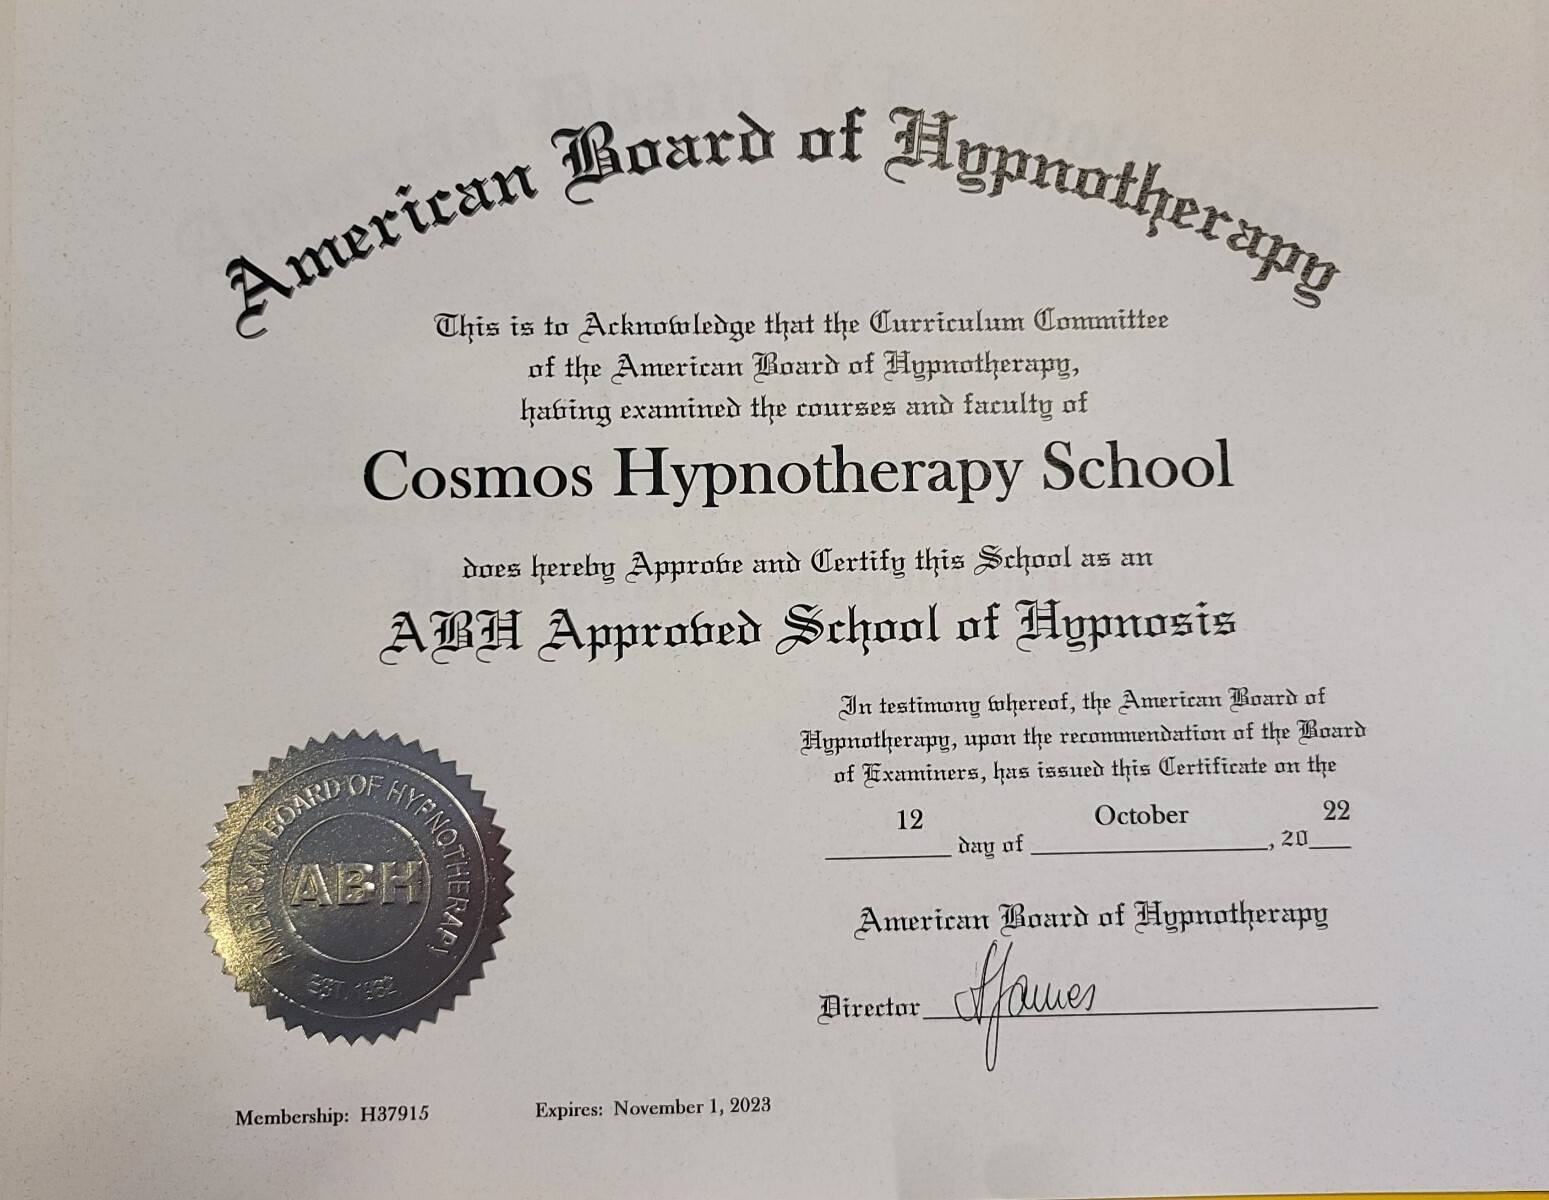 American Board of Hypnotherapy
This is to Acknowledge that the Curriculum Committee
of the American Board of Hypnotherapy,
having examined the courses and faculty of
Cosmos Hypnotherapy School
does hereby Approve and Certify this School as an
ABH Approved School of Hypnosis
In testimony whereof, the American Board of
Hypnotherapy, upon the recommendation of the Board
of Examiners, has issued this Certificate on the
12 day of October, 2022
American Board of Hypnotherapy
Director AJames
AMERICAN BOARD OF HYPNOTHERAPY
ABH
EST. 1982
Membership: H37915
Expires: November 1, 2023